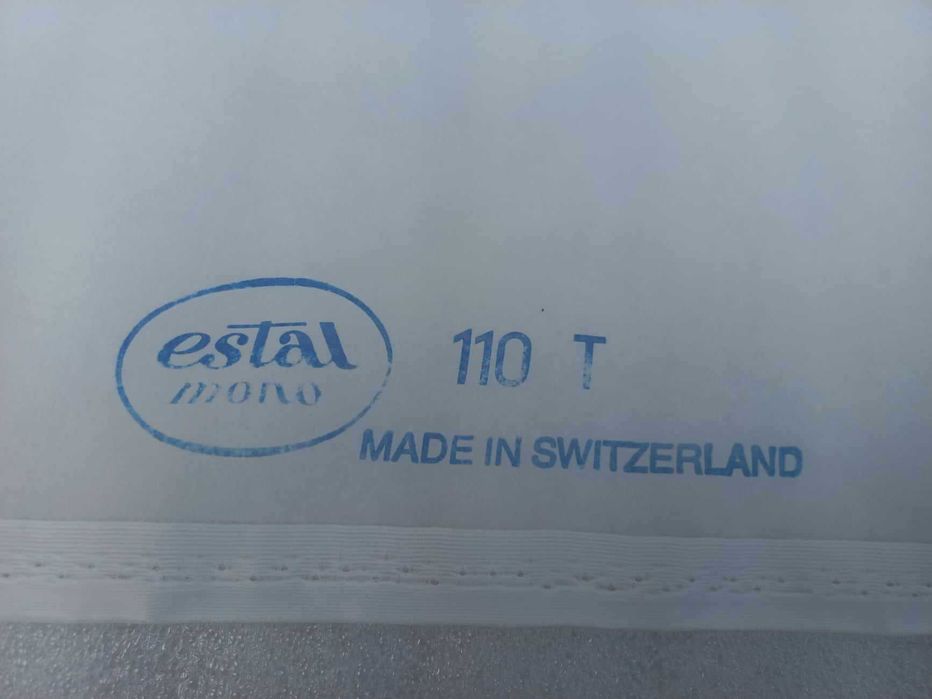 estal
mono
110 T
MADE IN SWITZERLAND